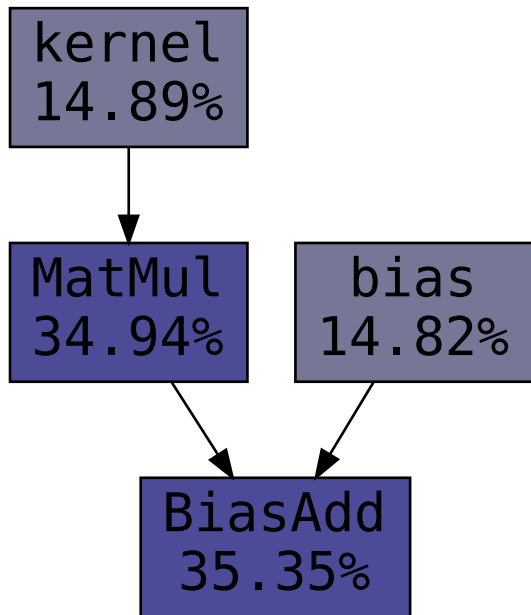 kernel
14.89%
MatMul
34.94%
bias
14.82%
BiasAdd
35.35%